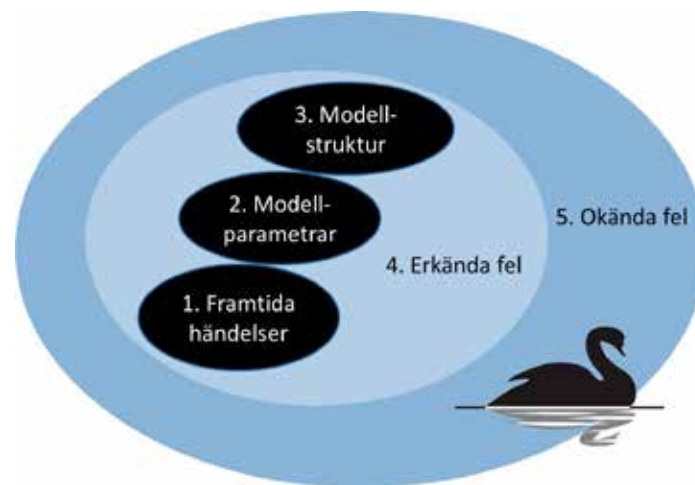 3. Modell-
struktur
2. Modell-
parametrar
5. Okända fel
4. Erkända fel
1. Framtida
händelser